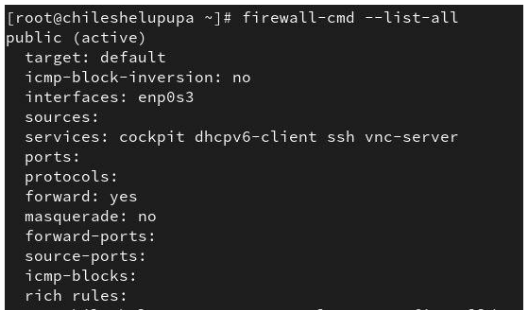 [root@chileshelupupa ~]# firewall-cmd --list-all
public (active)
  target: default
  icmp-block-inversion: no
  interfaces: enp0s3
  sources:
  services: cockpit dhcpv6-client ssh vnc-server
  ports:
  protocols:
  forward: yes
  masquerade: no
  forward-ports:
  source-ports:
  icmp-blocks:
  rich rules: